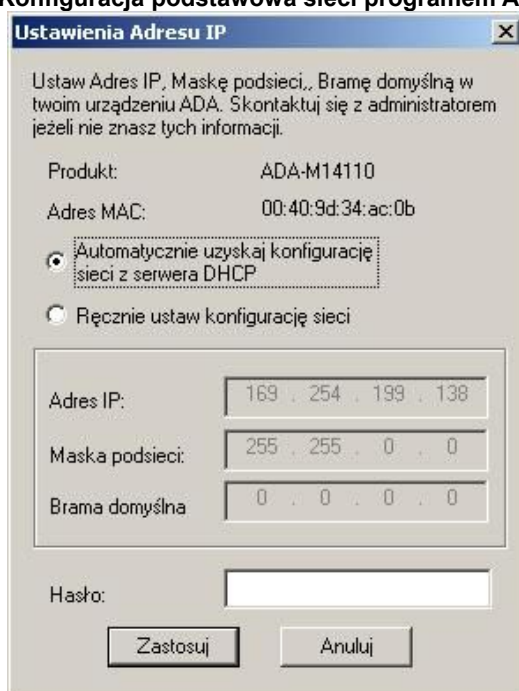 Konfiguracja podstawowa sieci programem A
Ustawienia Adresu IP
Ustaw Adres IP, Maskę podsieci,, Bramę domyślną w
twoim urządzeniu ADA. Skontaktuj się z administratorem
jeżeli nie znasz tych informacji.
Produkt: ADA-M14110
Adres MAC: 00:40:9d:34:ac:0b
Automatycznie uzyskaj konfigurację
sieci z serwera DHCP
Ręcznie ustaw konfigurację sieci
Adres IP: 169 . 254 . 199 . 138
Maska podsieci: 255 . 255 . 0 . 0
Brama domyślna 0 . 0 . 0 . 0
Hasło:
Zastosuj Anuluj